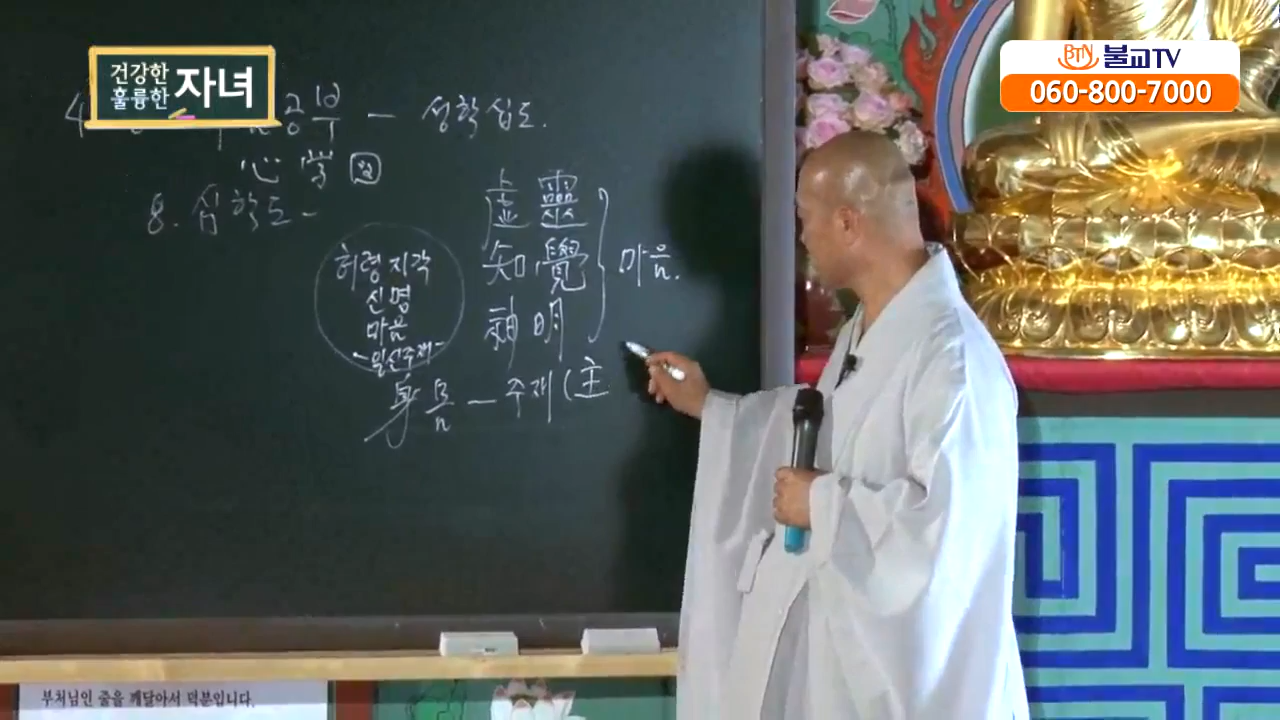 건강한
훌륭한 자녀
BTN 불교TV
060-800-7000
4 공부 - 성학십도.
心学
8. 심학도 -
虛靈
知覺
神明
마음.
허령지각
신명
마음
-일신주재-
身몸 - 주재(主
부처님인 줄을 깨달아서 덕분입니다.